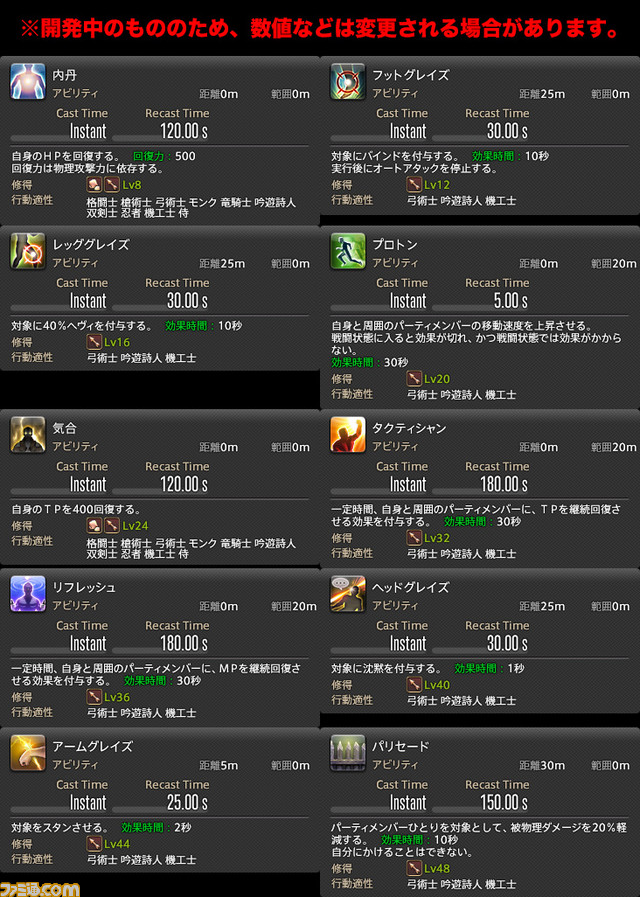 ※開発中のもののため、数値などは変更される場合があります。
内丹
アビリティ 距離0m 範囲0m
Cast Time Recast Time
Instant 120.00s
自身のＨＰを回復する。 回復力：500
回復力は物理攻撃力に依存する。
修得 Lv8
行動適性 格闘士 槍術士 弓術士 モンク 竜騎士 吟遊詩人
双剣士 忍者 機工士 侍
フットグレイズ
アビリティ 距離25m 範囲0m
Cast Time Recast Time
Instant 30.00s
対象にバインドを付与する。 効果時間：10秒
実行後にオートアタックを停止する。
修得 Lv12
行動適性 弓術士 吟遊詩人 機工士
レッググレイズ
アビリティ 距離25m 範囲0m
Cast Time Recast Time
Instant 30.00s
対象に40％ヘヴィを付与する。 効果時間：10秒
修得 Lv16
行動適性 弓術士 吟遊詩人 機工士
プロトン
アビリティ 距離0m 範囲20m
Cast Time Recast Time
Instant 5.00s
自身と周囲のパーティメンバーの移動速度を上昇させる。
戦闘状態に入ると効果が切れ、かつ戦闘状態では効果がかから
ない。
効果時間：30秒
修得 Lv20
行動適性 弓術士 吟遊詩人 機工士
気合
アビリティ 距離0m 範囲0m
Cast Time Recast Time
Instant 120.00s
自身のＴＰを400回復する。
修得 Lv24
行動適性 格闘士 槍術士 弓術士 モンク 竜騎士 吟遊詩人
双剣士 忍者 機工士 侍
タクティシャン
アビリティ 距離0m 範囲20m
Cast Time Recast Time
Instant 180.00s
一定時間、自身と周囲のパーティメンバーに、ＴＰを継続回復さ
せる効果を付与する。 効果時間：30秒
修得 Lv32
行動適性 弓術士 吟遊詩人 機工士
リフレッシュ
アビリティ 距離0m 範囲20m
Cast Time Recast Time
Instant 180.00s
一定時間、自身と周囲のパーティメンバーに、ＭＰを継続回復さ
せる効果を付与する。 効果時間：30秒
修得 Lv36
行動適性 弓術士 吟遊詩人 機工士
ヘッドグレイズ
アビリティ 距離25m 範囲0m
Cast Time Recast Time
Instant 30.00s
対象に沈黙を付与する。 効果時間：1秒
修得 Lv40
行動適性 弓術士 吟遊詩人 機工士
アームグレイズ
アビリティ 距離5m 範囲0m
Cast Time Recast Time
Instant 25.00s
対象をスタンさせる。 効果時間：2秒
修得 Lv44
行動適性 弓術士 吟遊詩人 機工士
パリセード
アビリティ 距離30m 範囲0m
Cast Time Recast Time
Instant 150.00s
パーティメンバーひとりを対象として、被物理ダメージを20％軽
減する。 効果時間：10秒
自分にかけることはできない。
修得 Lv48
行動適性 弓術士 吟遊詩人 機工士
ファミ通com